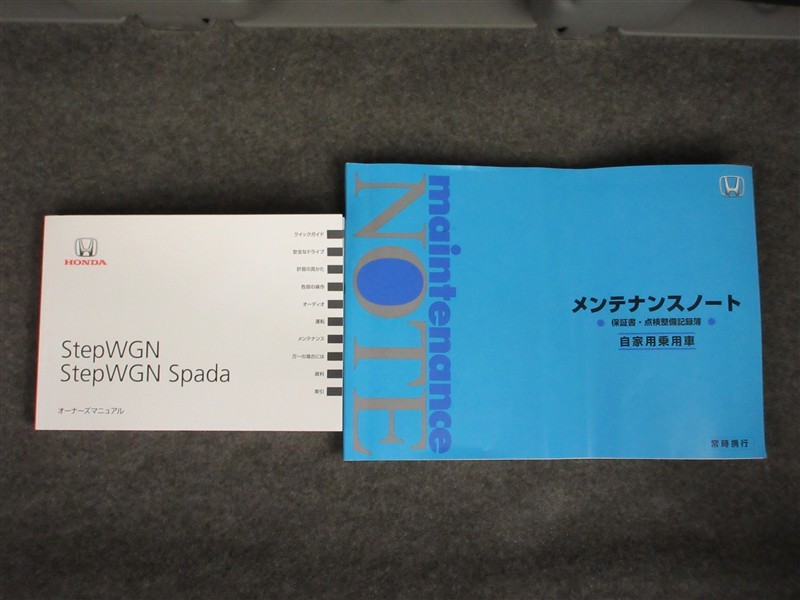 HONDA
StepWGN
StepWGN Spada
オーナーズマニュアル
クイックガイド
安全なドライブ
計器の見かた
各部の操作
オーディオ
運転
メンテナンス
万一の場合には
資料
索引
maintenance
NOTE
メンテナンスノート
保証書・点検整備記録簿
自家用乗用車
常時携行